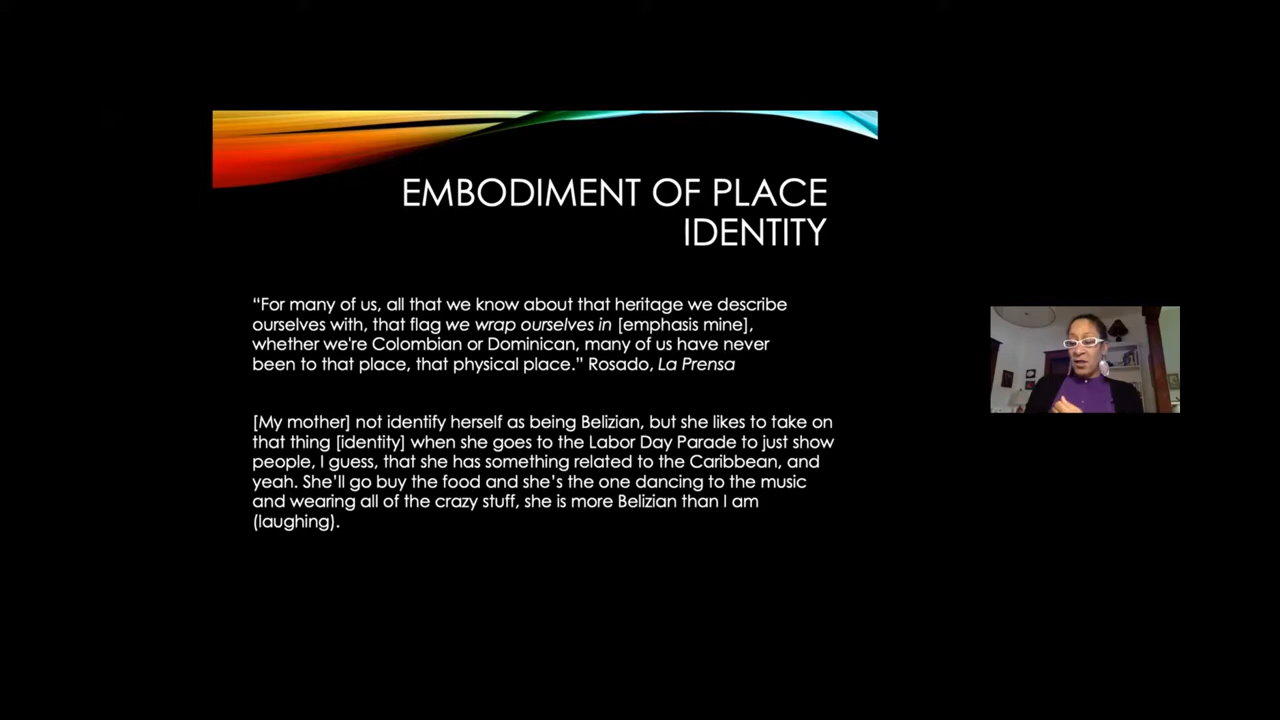 EMBODIMENT OF PLACE
IDENTITY
“For many of us, all that we know about that heritage we describe
ourselves with, that flag we wrap ourselves in [emphasis mine],
whether we're Colombian or Dominican, many of us have never
been to that place, that physical place.” Rosado, La Prensa
[My mother] not identify herself as being Belizian, but she likes to take on
that thing [identity] when she goes to the Labor Day Parade to just show
people, I guess, that she has something related to the Caribbean, and
yeah. She’ll go buy the food and she’s the one dancing to the music
and wearing all of the crazy stuff, she is more Belizian than I am
(laughing).